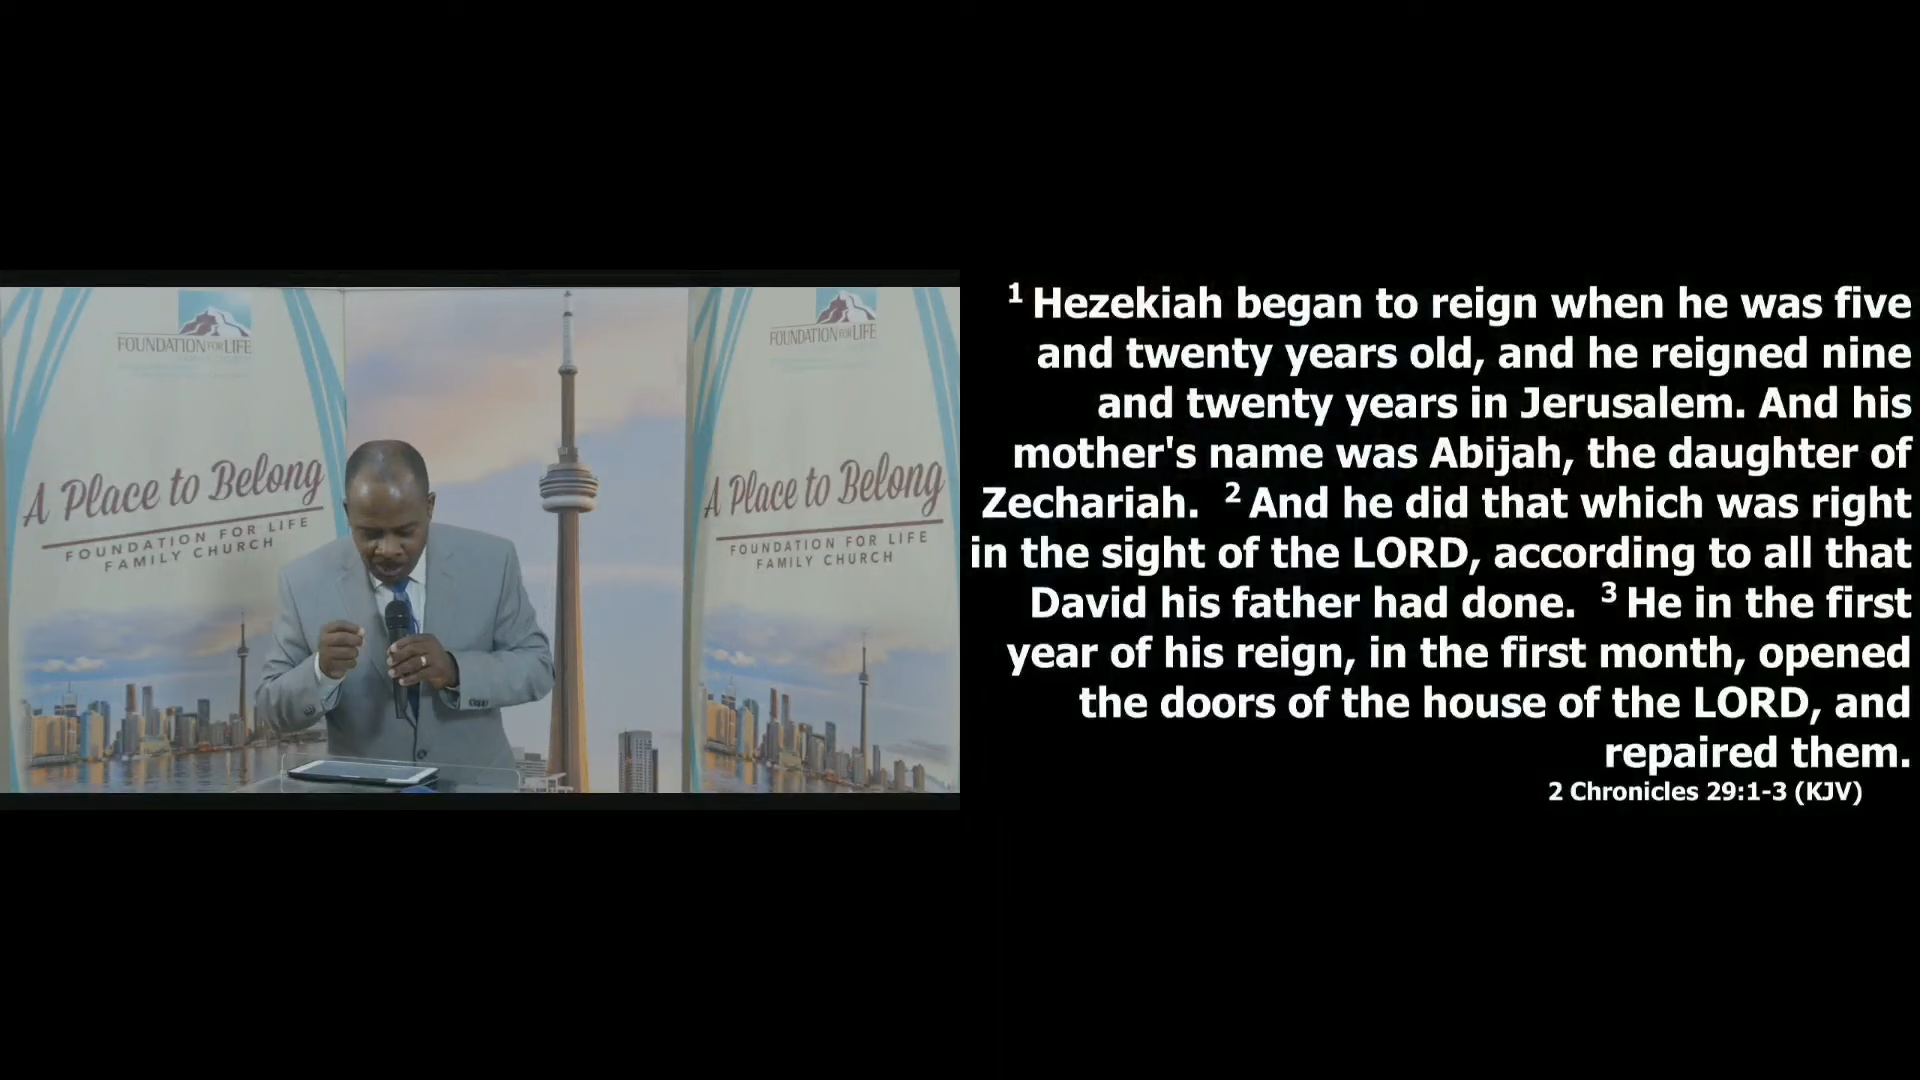 FOUNDATION FOR LIFE
A Place to Belong
FOUNDATION FOR LIFE
FAMILY CHURCH
FOUNDATION FOR LIFE
A Place to Belong
FOUNDATION FOR LIFE
FAMILY CHURCH
1 Hezekiah began to reign when he was five
and twenty years old, and he reigned nine
and twenty years in Jerusalem. And his
mother's name was Abijah, the daughter of
Zechariah. 2 And he did that which was right
in the sight of the LORD, according to all that
David his father had done. 3 He in the first
year of his reign, in the first month, opened
the doors of the house of the LORD, and
repaired them.
2 Chronicles 29:1-3 (KJV)